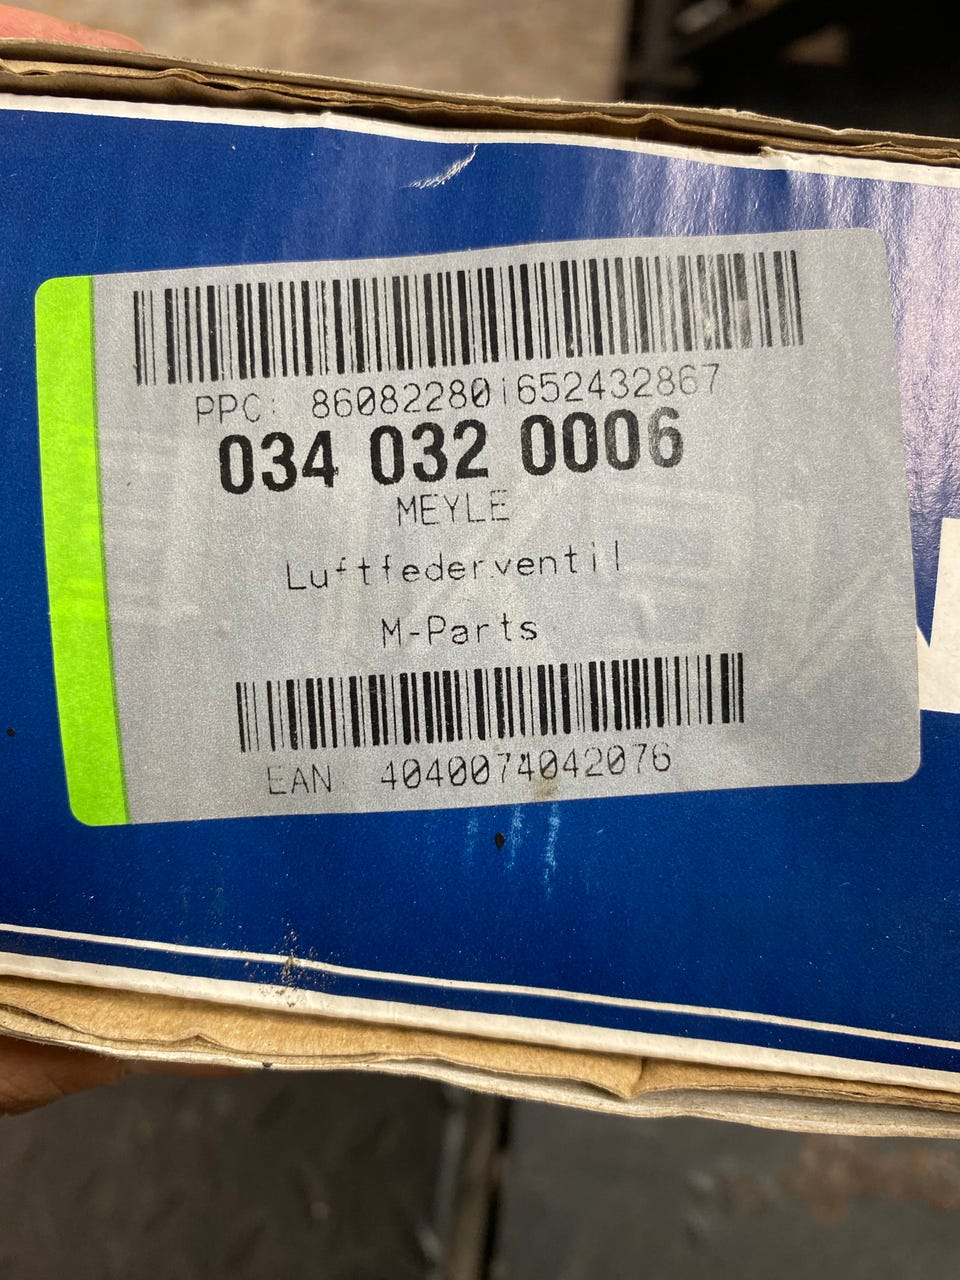 PPC: 86082280i652432867
034 032 0006
MEYLE
Luftfederventil
M-Parts
EAN 4040074042076